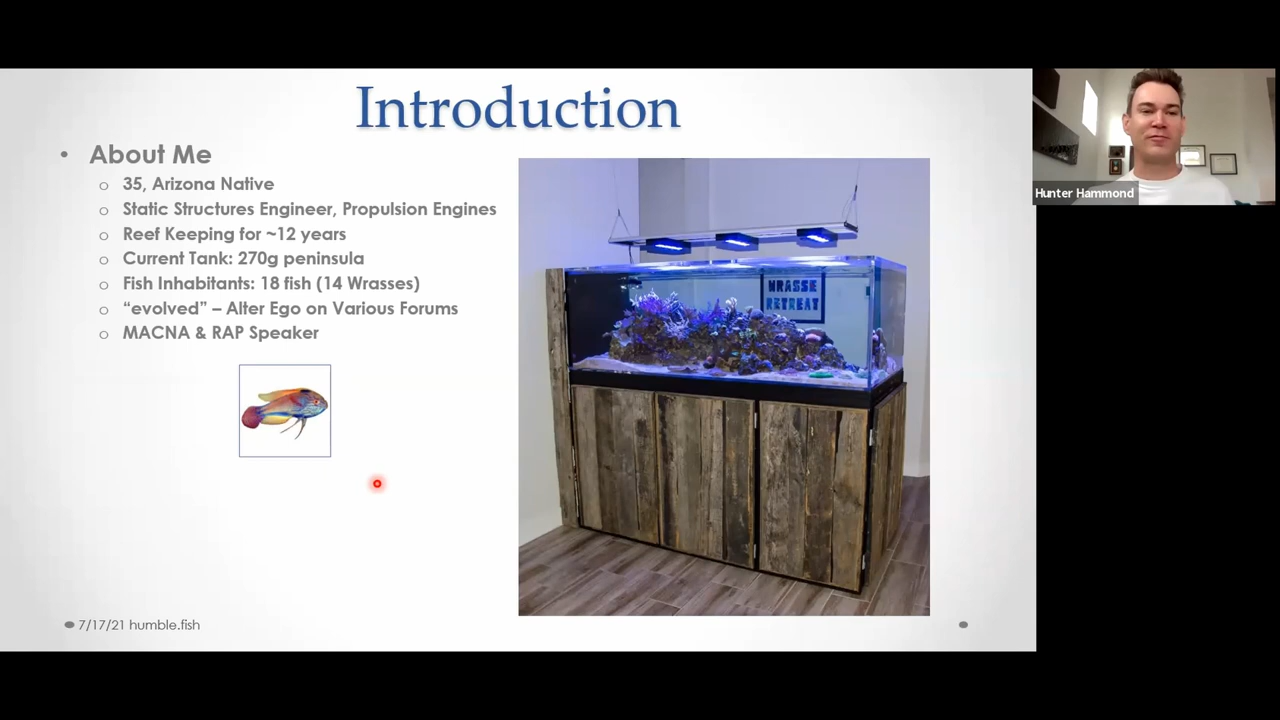 Introduction
• About Me
o 35, Arizona Native
o Static Structures Engineer, Propulsion Engines
o Reef Keeping for ~12 years
o Current Tank: 270g peninsula
o Fish Inhabitants: 18 fish (14 Wrasses)
o “evolved” – Alter Ego on Various Forums
o MACNA & RAP Speaker
WRASSE
RETREAT
Hunter Hammond
7/17/21 humble.fish